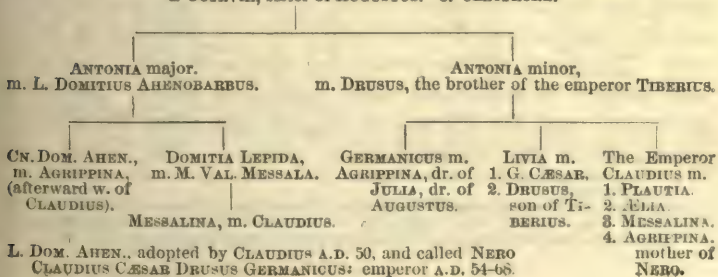 ANTONIA major.
m. L. DOMITIUS AHENOBARBUS.
ANTONIA minor,
m. DRUSUS, the brother of the emperor TIBERIUS.
CN. DOM. AHEN.,
m. AGRIPPINA,
(afterward w. of
CLAUDIUS).
DOMITIA LEPIDA,
m. M. VAL. MESSALA.
MESSALINA, m. CLAUDIUS.
GERMANICUS m.
AGRIPPINA, dr. of
JULIA, dr. of
AUGUSTUS.
LIVIA m.
1. G. CÆSAR,
2. DRUSUS,
son of Ti-
BERIUS.
The Emperor
CLAUDIUS m.
1. PLAUTIA.
2. ÆLIA.
3. MESSALINA.
4. AGRIPPINA.
mother of
NERO.
L. DOM. AHEN., adopted by CLAUDIUS A.D. 50, and called NERO
CLAUDIUS CÆSAR DRUSUS GERMANICUS: emperor A.D. 54-68.